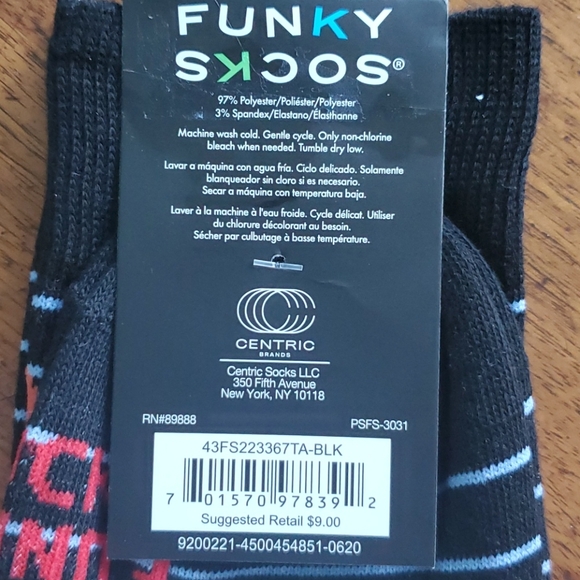 FUNKY
SOCKS®
97% Polyester/Poliéster/Polyester
3% Spandex/Elastano/Élasthanne
Machine wash cold. Gentle cycle. Only non-chlorine
bleach when needed. Tumble dry low.
Lavar a máquina con agua fría. Ciclo delicado. Solamente
blanqueador sin cloro si es necesario.
Secar a máquina con temperatura baja.
Laver à la machine à l'eau froide. Cycle délicat. Utiliser
du chlorure décolorant au besoin.
Sécher par culbutage à basse température.
CENTRIC
BRANDS
Centric Socks LLC
350 Fifth Avenue
New York, NY 10118
RN#89888 PSFS-3031
43FS223367TA-BLK
7 01570 97839 2
Suggested Retail $9.00
9200221-4500454851-0620